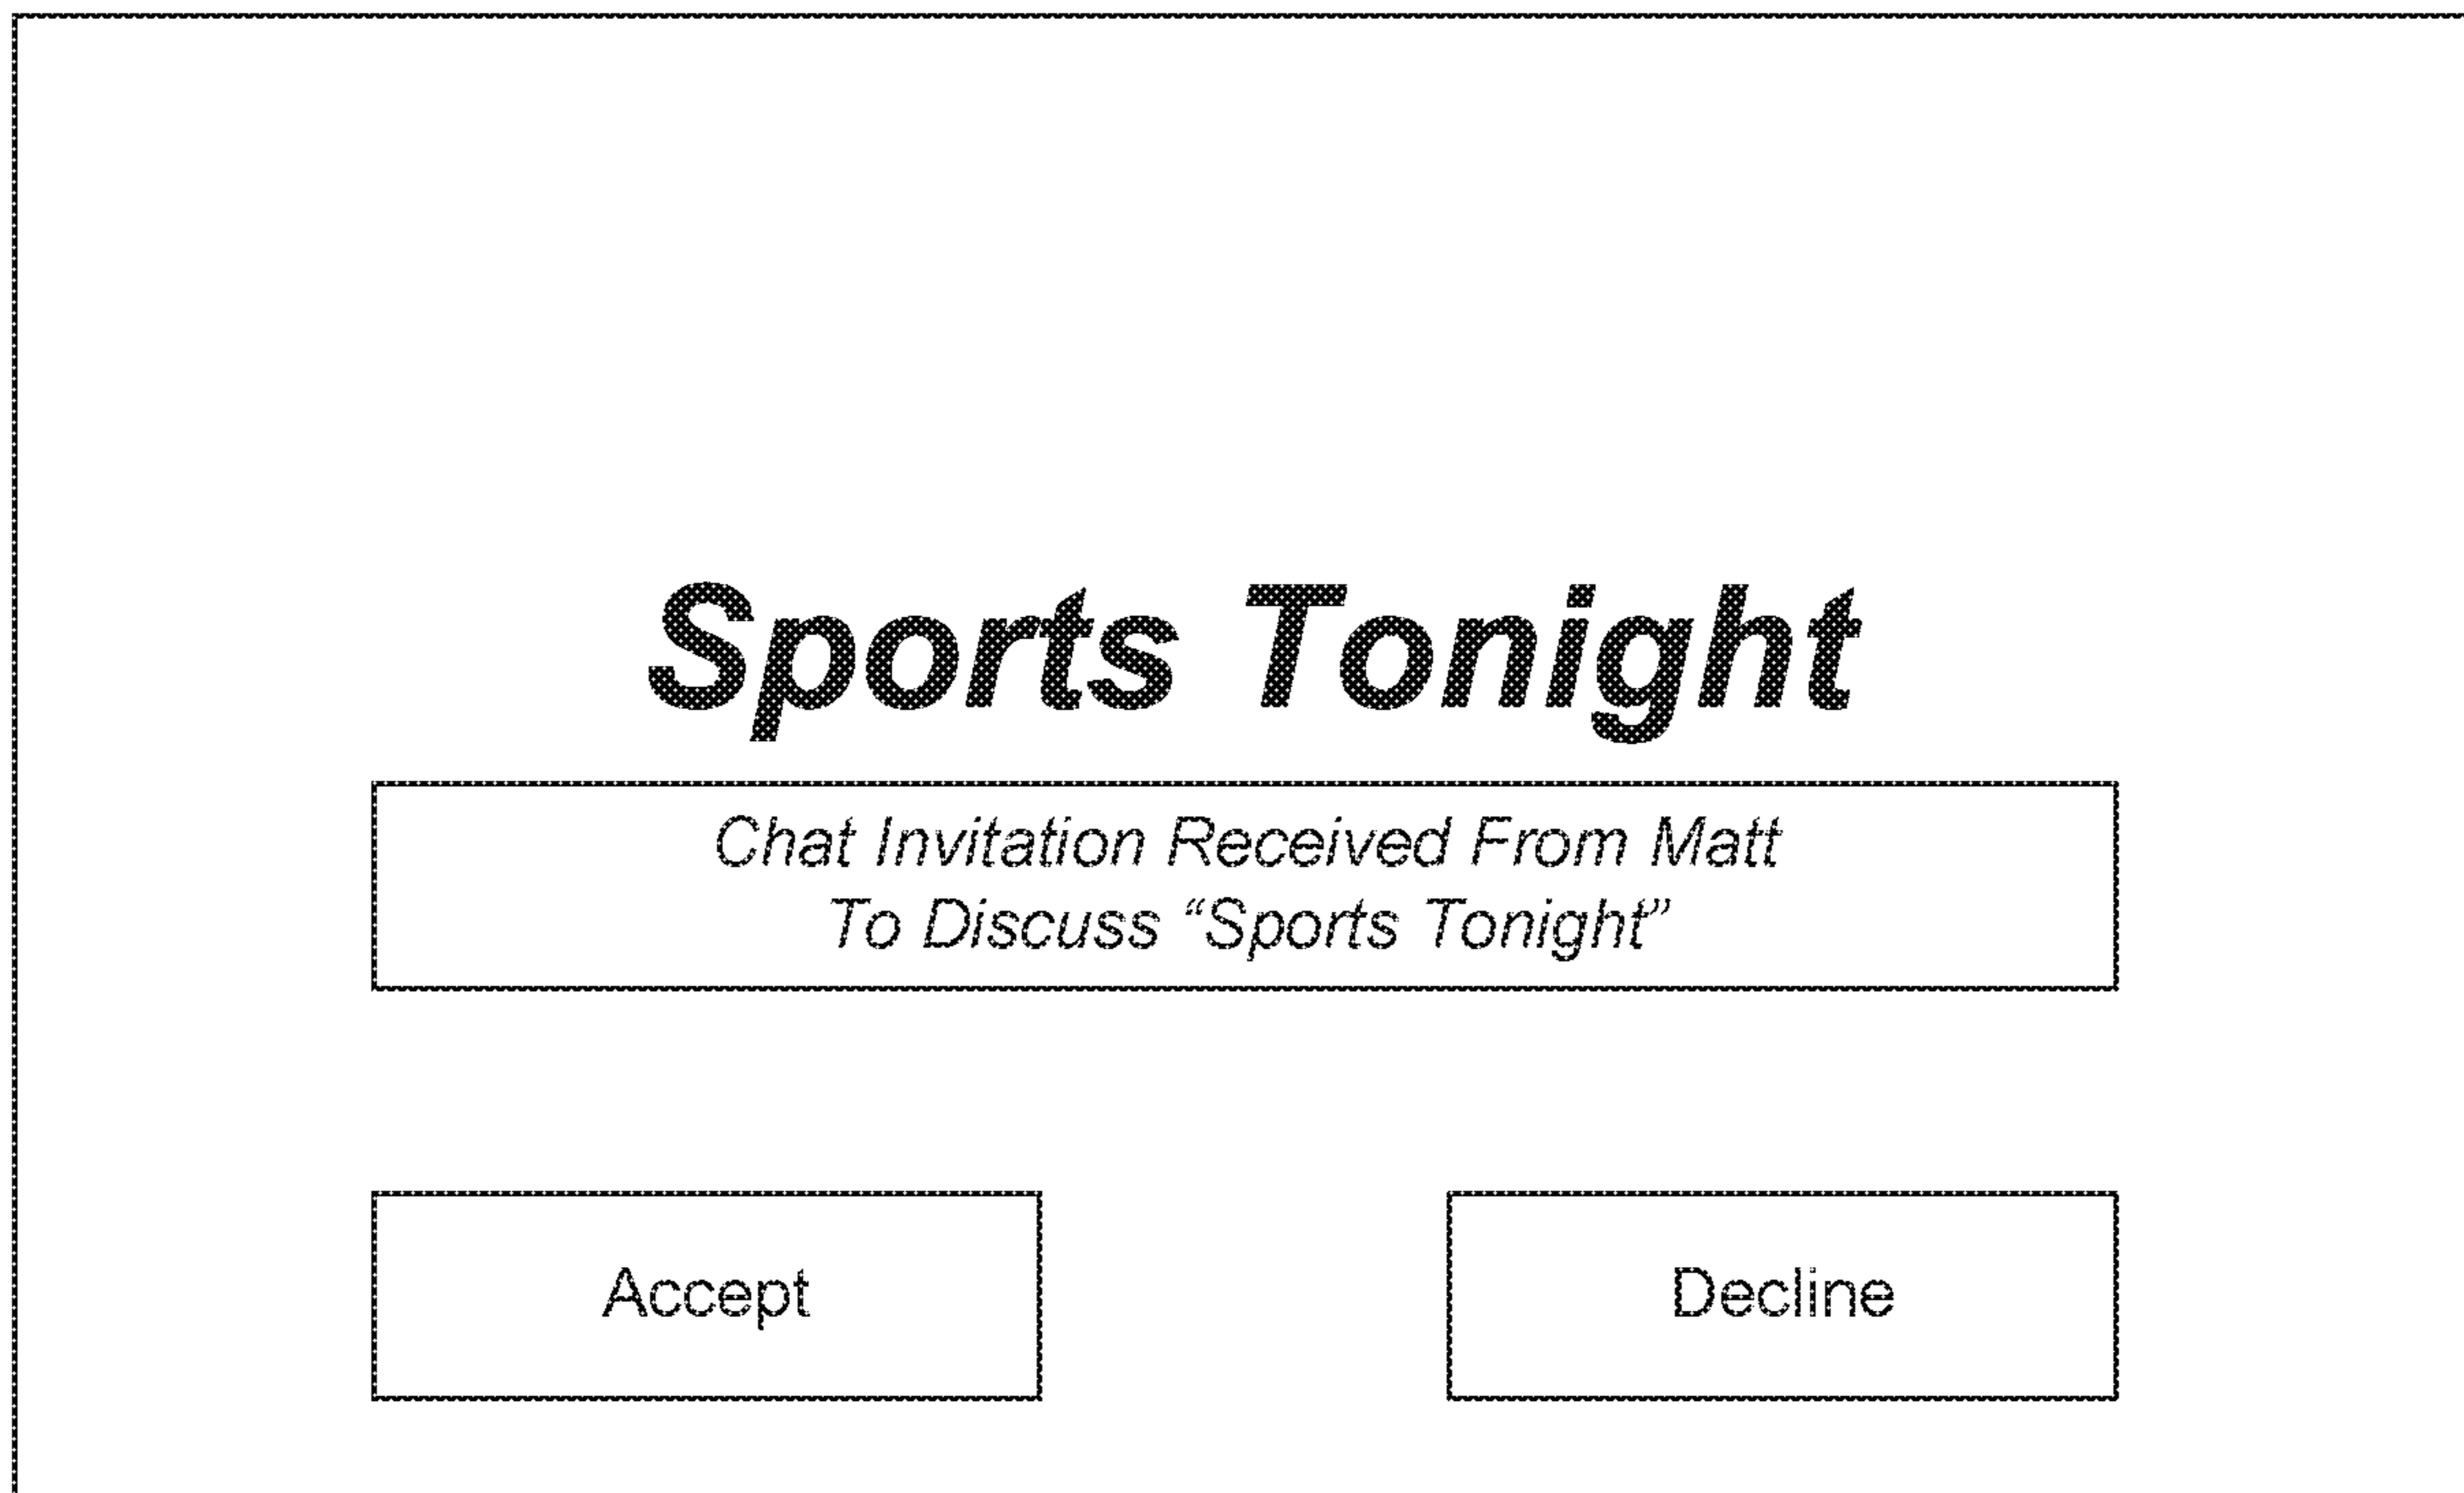 Sports Tonight
Chat Invitation Received From Matt
To Discuss “Sports Tonight”
Accept
Decline